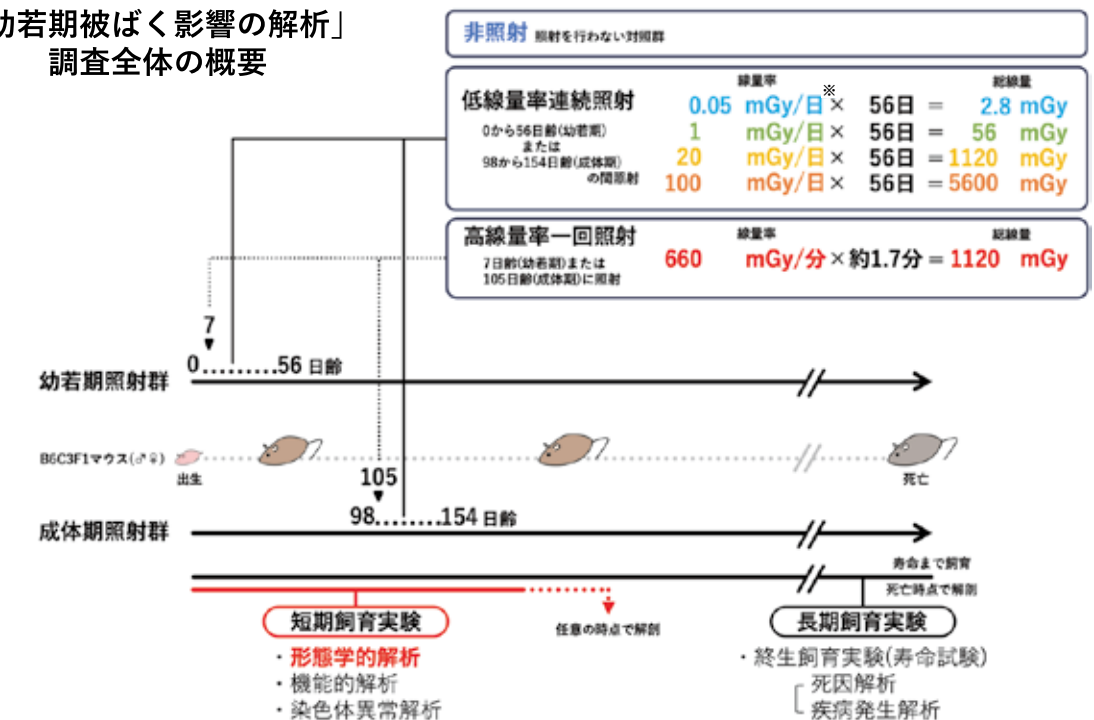 幼若期被ばく影響の解析」
調査全体の概要
非照射 照射を行わない対照群
線量率 総線量
低線量率連続照射 0.05 mGy/日※× 56日 = 2.8 mGy
0から56日齢(幼若期) 1 mGy/日× 56日 = 56 mGy
または
98から154日齢(成体期) 20 mGy/日× 56日 =1120 mGy
の間照射 100 mGy/日× 56日 =5600 mGy
高線量率一回照射 線量率 総線量
7日齢(幼若期)または 660 mGy/分×約1.7分=1120 mGy
105日齢(成体期)に照射
7
0.........56 日齢
幼若期照射群
B6C3F1マウス(♂♀)
出生
死亡
105
98........154 日齢
成体期照射群
寿命まで飼育
死亡時点で解剖
短期飼育実験
任意の時点で解剖
長期飼育実験
・形態学的解析
・機能的解析
・染色体異常解析
・終生飼育実験(寿命試験)
死因解析
疾病発生解析